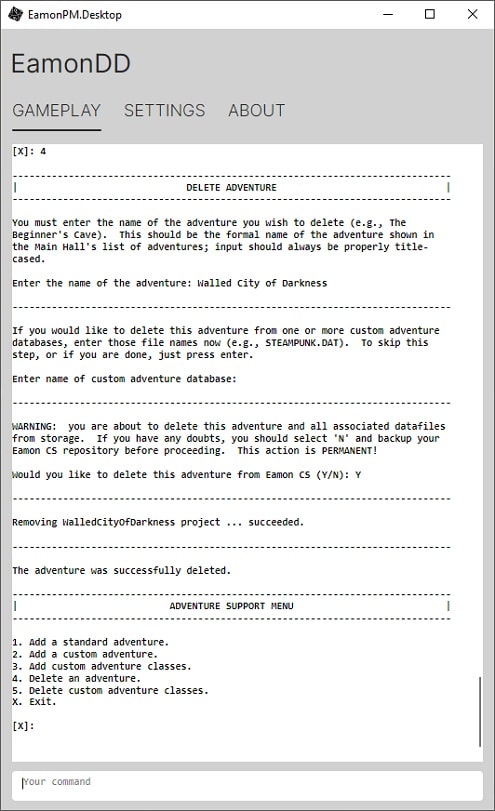 EamonPM.Desktop
EamonDD
GAMEPLAY SETTINGS ABOUT
[X]: 4
--------------------------------------------------------------------------------
| DELETE ADVENTURE |
--------------------------------------------------------------------------------
You must enter the name of the adventure you wish to delete (e.g., The
Beginner's Cave).  This should be the formal name of the adventure shown in
the Main Hall's list of adventures; input should always be properly title-
cased.
Enter the name of the adventure: Walled City of Darkness
--------------------------------------------------------------------------------
If you would like to delete this adventure from one or more custom adventure
databases, enter those file names now (e.g., STEAMPUNK.DAT).  To skip this
step, or if you are done, just press enter.
Enter name of custom adventure database:
--------------------------------------------------------------------------------
WARNING:  you are about to delete this adventure and all associated datafiles
from storage.  If you have any doubts, you should select 'N' and backup your
Eamon CS repository before proceeding.  This action is PERMANENT!
Would you like to delete this adventure from Eamon CS (Y/N): Y
--------------------------------------------------------------------------------
Removing WalledCityOfDarkness project ... succeeded.
--------------------------------------------------------------------------------
The adventure was successfully deleted.
--------------------------------------------------------------------------------
| ADVENTURE SUPPORT MENU |
--------------------------------------------------------------------------------
1. Add a standard adventure.
2. Add a custom adventure.
3. Add custom adventure classes.
4. Delete an adventure.
5. Delete custom adventure classes.
X. Exit.
[X]:
Your command